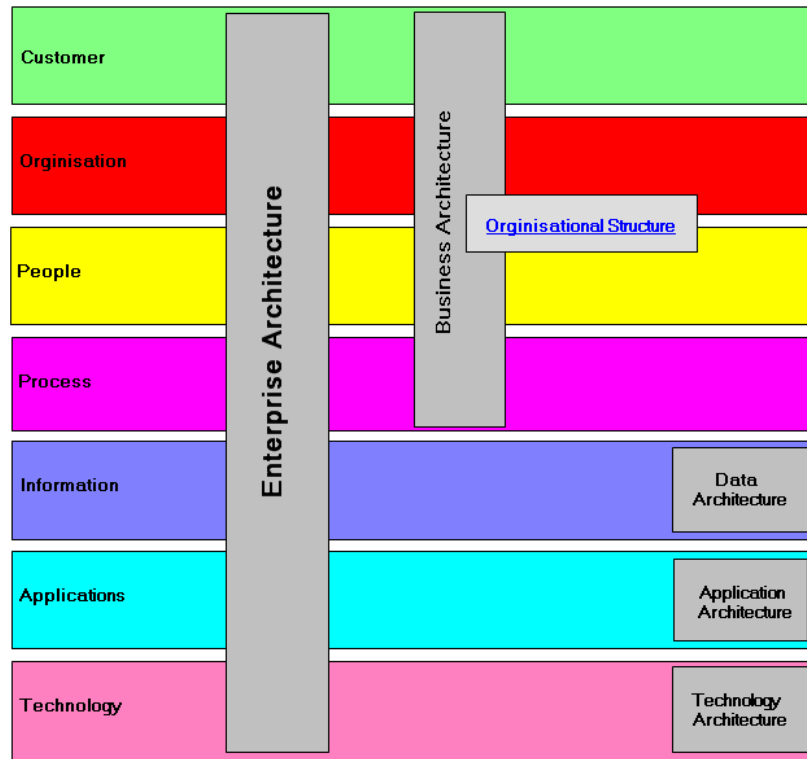 Customer
Orginisation
People
Process
Information
Applications
Technology
Enterprise Architecture
Business Architecture
Orginisational Structure
Data
Architecture
Application
Architecture
Technology
Architecture